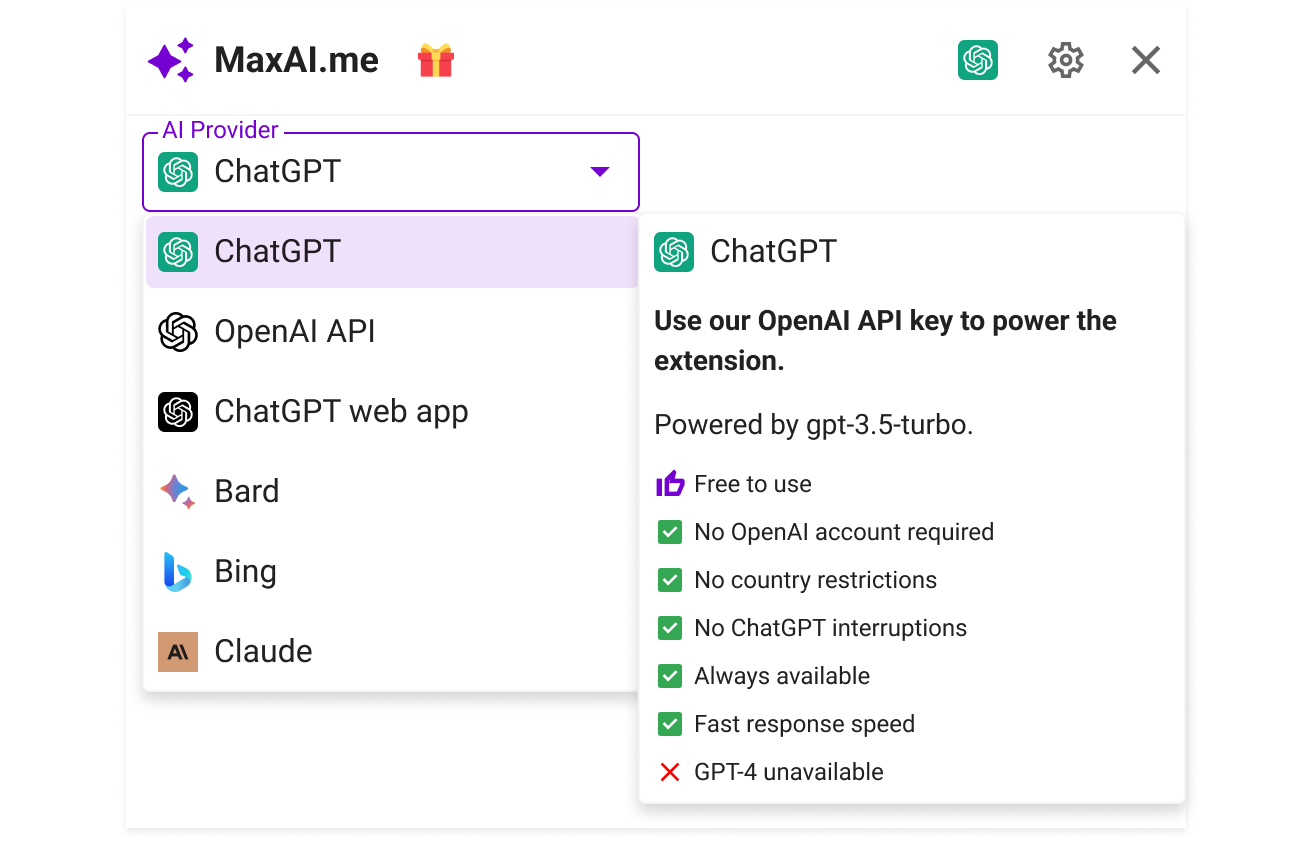 MaxAI.me
AI Provider
ChatGPT
ChatGPT
OpenAI API
ChatGPT web app
Bard
Bing
Claude
ChatGPT
Use our OpenAI API key to power the
extension.
Powered by gpt-3.5-turbo.
Free to use
No OpenAI account required
No country restrictions
No ChatGPT interruptions
Always available
Fast response speed
GPT-4 unavailable